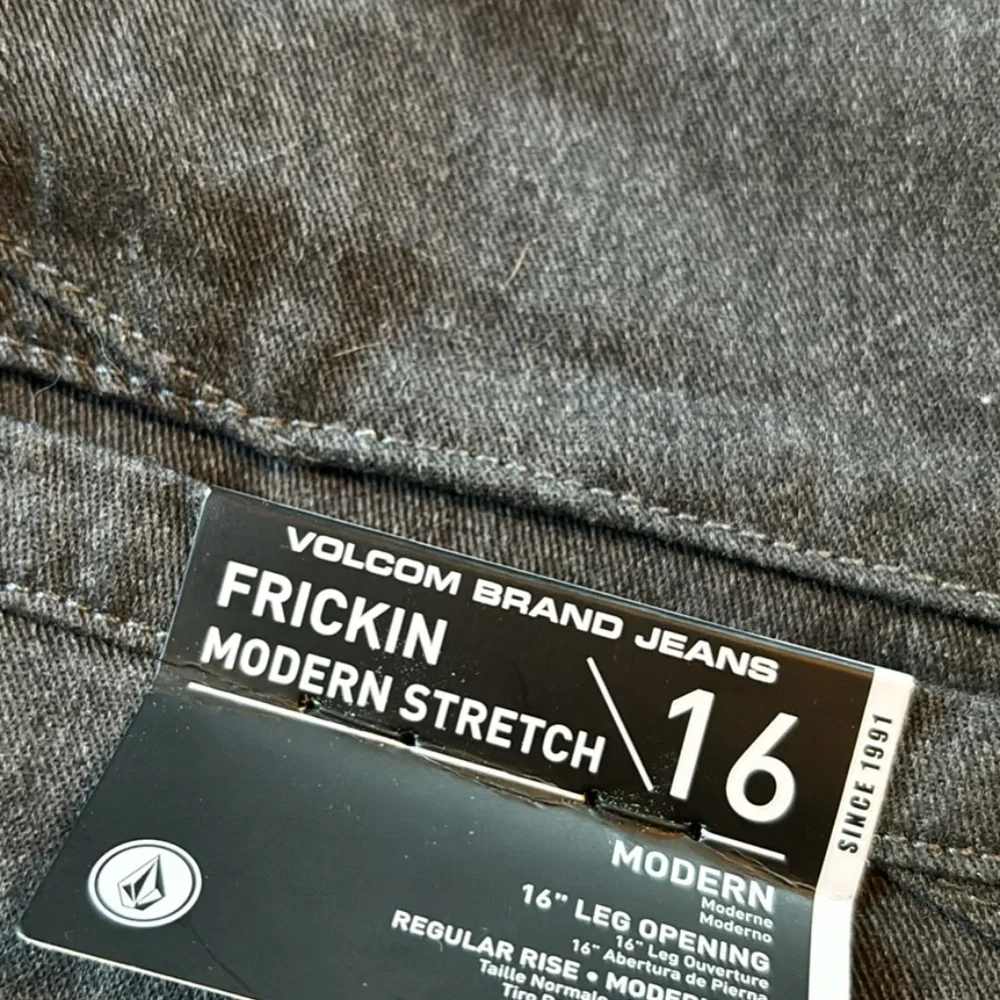 VOLCOM BRAND JEANS
FRICKIN
MODERN STRETCH
16
SINCE 1991
MODERN
Moderne
Moderno
16" LEG OPENING
16" Leg Ouverture
16" Abertura de Pierna
REGULAR RISE • MODERN
Taille Normale
Tiro